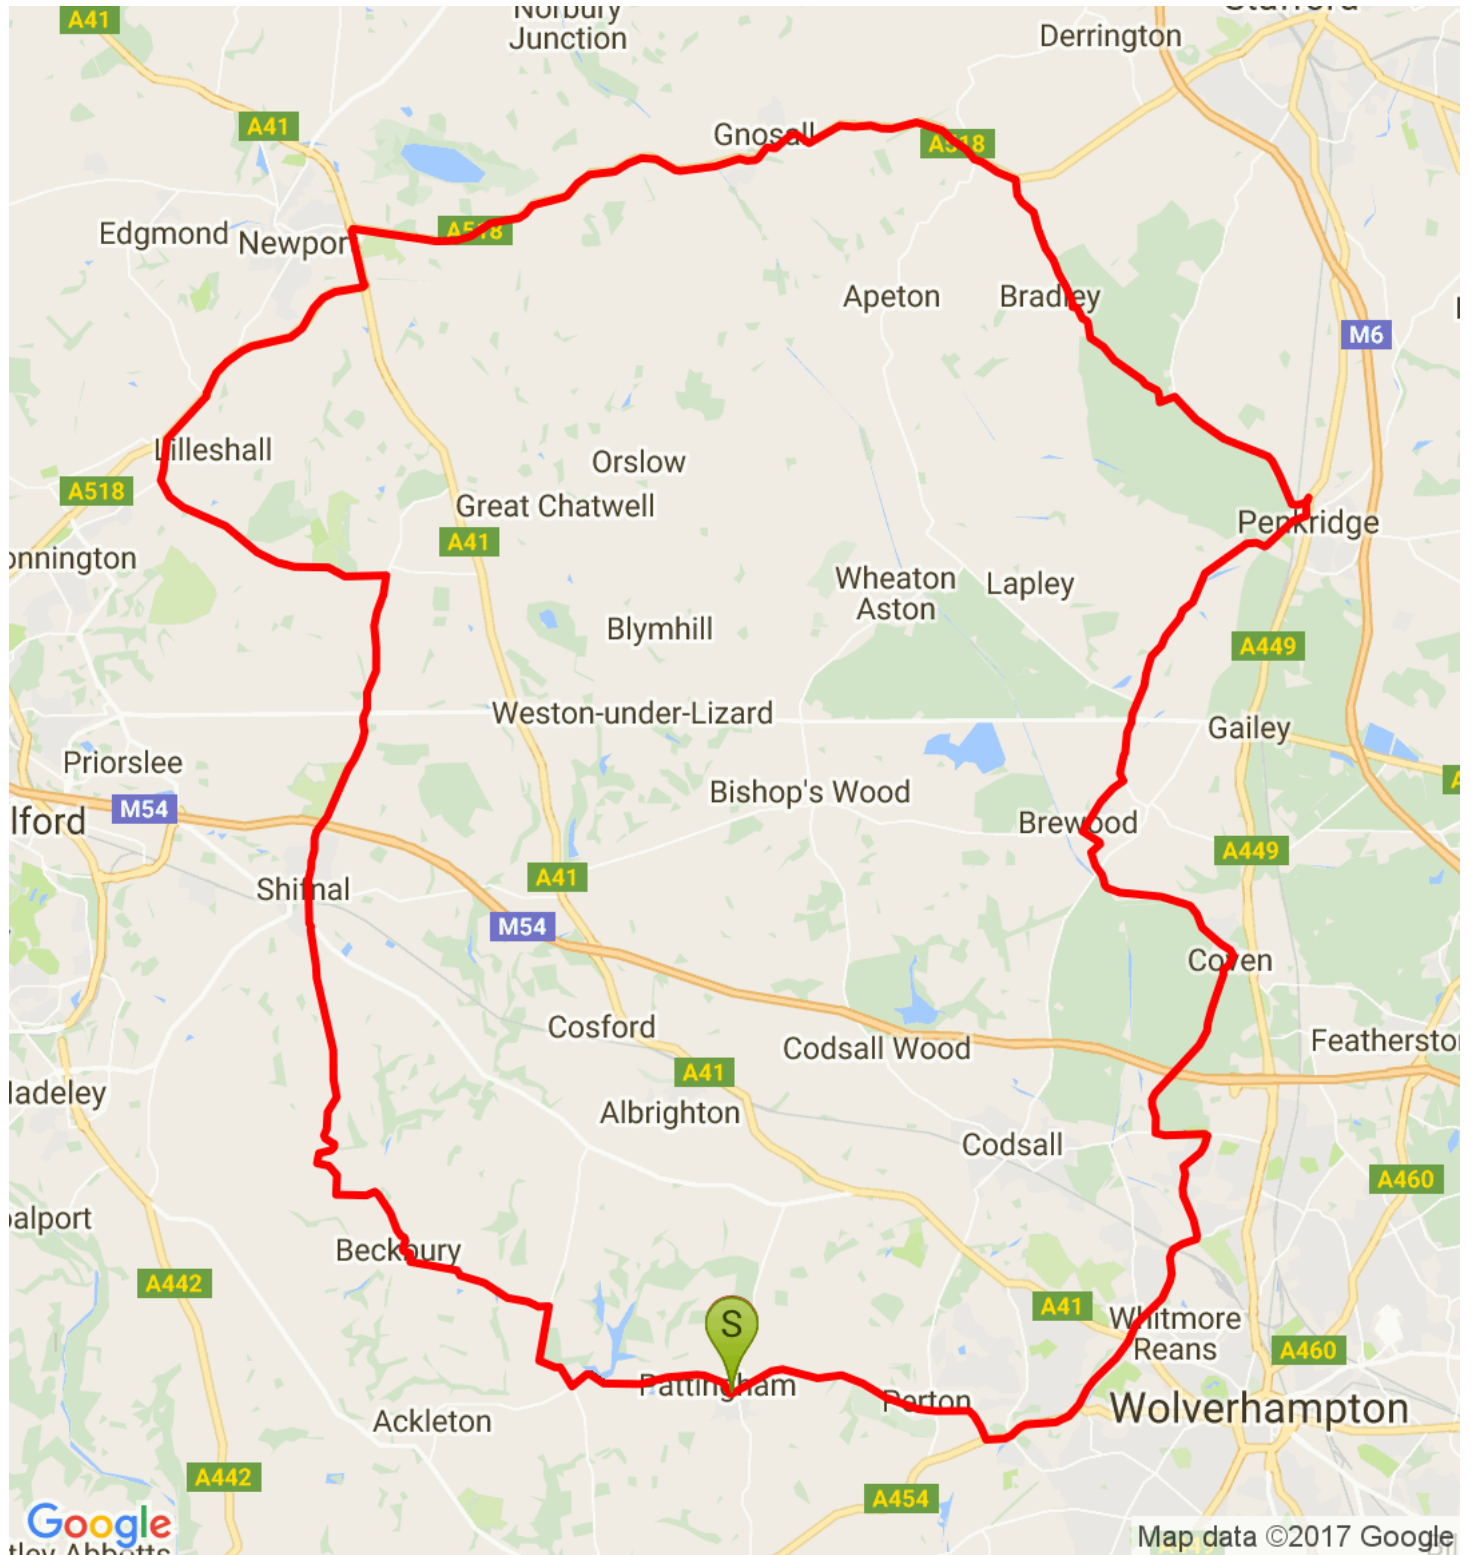 A41
Norbury
Junction
Derrington
A41
Gnosall
A518
Edgmond
Newport
A518
Apeton
Bradley
M6
Lilleshall
Orslow
A518
Great Chatwell
Penkridge
A41
onnington
Wheaton
Aston
Lapley
Blymhill
A449
Weston-under-Lizard
Gailey
Priorslee
Bishop's Wood
M54
lford
Brewood
A449
A41
Shifnal
M54
Coven
Cosford
Codsall Wood
Featherston
A41
ladeley
Albrighton
Codsall
A460
oalport
Beckbury
A442
A41
Whitmore
Reans
S
A460
Pattingham
Perton
Wolverhampton
Ackleton
A442
A454
Google
Map data ©2017 Google